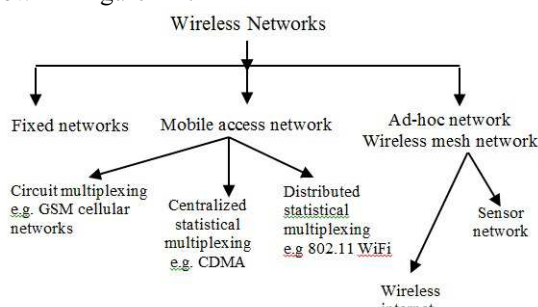 Wireless Networks
Fixed networks
Mobile access network
Ad-hoc network
Wireless mesh network
Circuit multiplexing
e.g. GSM cellular
networks
Centralized
statistical
multiplexing
e.g. CDMA
Distributed
statistical
multiplexing
e.g 802.11 WiFi
Sensor
network
Wireless